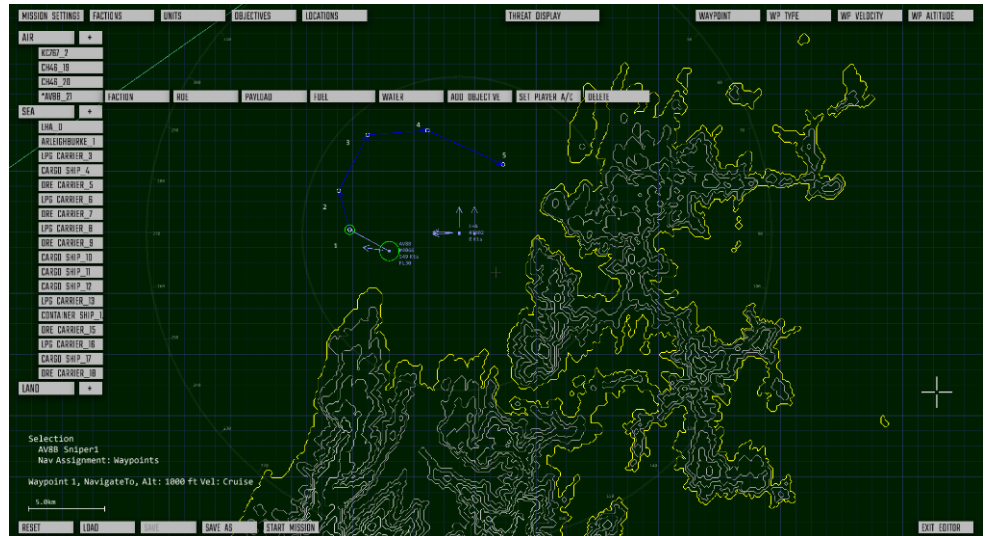 MISSION SETTINGS FACTIONS UNITS OBJECTIVES LOCATIONS THREAT DISPLAY WAYPOINT WP TYPE WP VELOCITY WP ALTITUDE
AIR +
KC767_2
CH46_19
CH46_20
*AV8B_21 FACTION ROE PAYLOAD FUEL WATER ADD OBJECTIVE SET PLAYER A/C DELETE
SEA +
LHA_0
ARLEIGHBURKE_1
LPG CARRIER_3
CARGO SHIP_4
ORE CARRIER_5
LPG CARRIER_6
ORE CARRIER_7
LPG CARRIER_8
ORE CARRIER_9
CARGO SHIP_10
CARGO SHIP_11
CARGO SHIP_12
LPG CARRIER_13
CONTAINER SHIP_1
ORE CARRIER_15
LPG CARRIER_16
CARGO SHIP_17
ORE CARRIER_18
LAND +
4
3
5
2
1
AV8B
FL30
Selection
AV8B Sniper1
Nav Assignment: Waypoints
Waypoint 1, NavigateTo, Alt: 1000 ft Vel: Cruise
5.0km
RESET LOAD SAVE SAVE AS START MISSION EXIT EDITOR